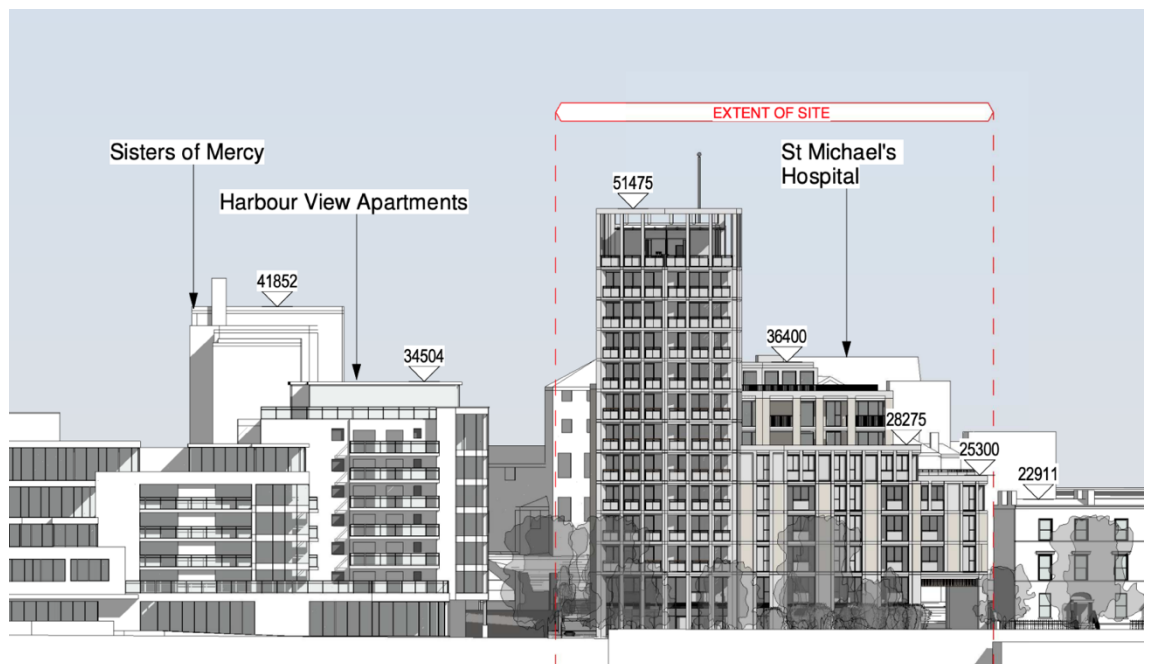 EXTENT OF SITE
Sisters of Mercy
St Michael's
Hospital
51475
Harbour View Apartments
41852
36400
34504
28275
25300
22911